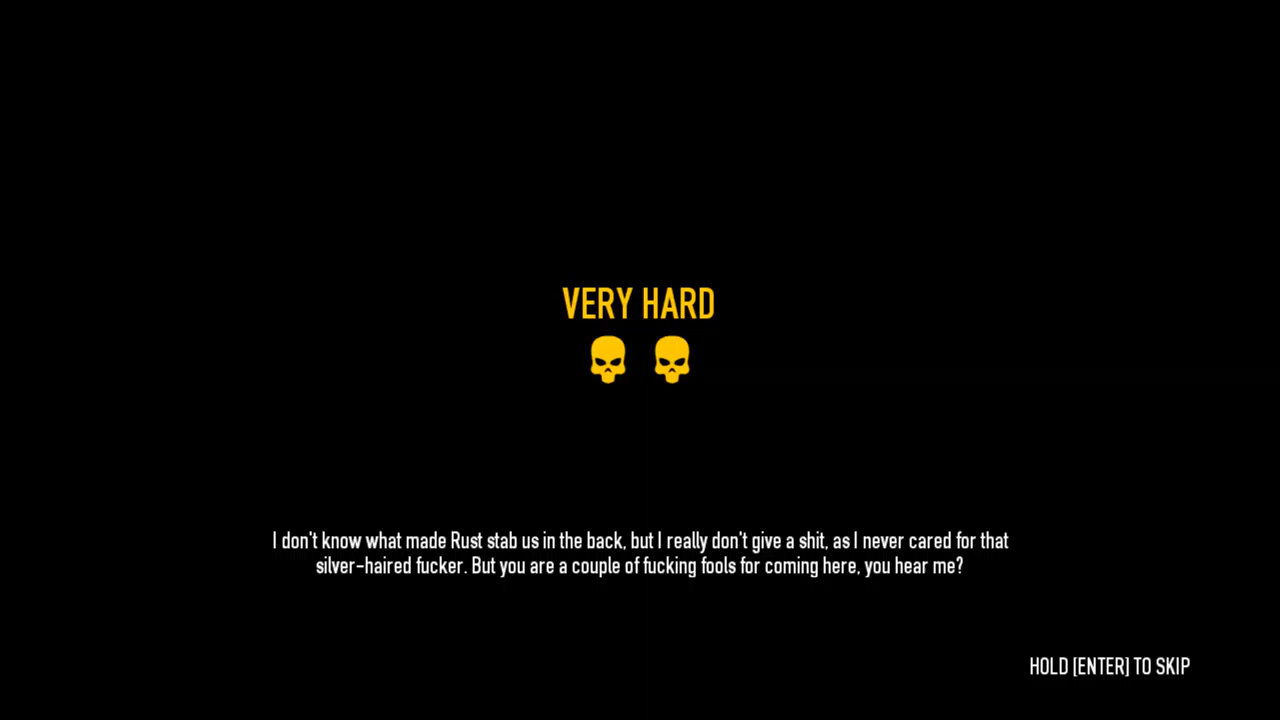 VERY HARD
I don't know what made Rust stab us in the back, but I really don't give a shit, as I never cared for that
silver-haired fucker. But you are a couple of fucking fools for coming here, you hear me?
HOLD [ENTER] TO SKIP